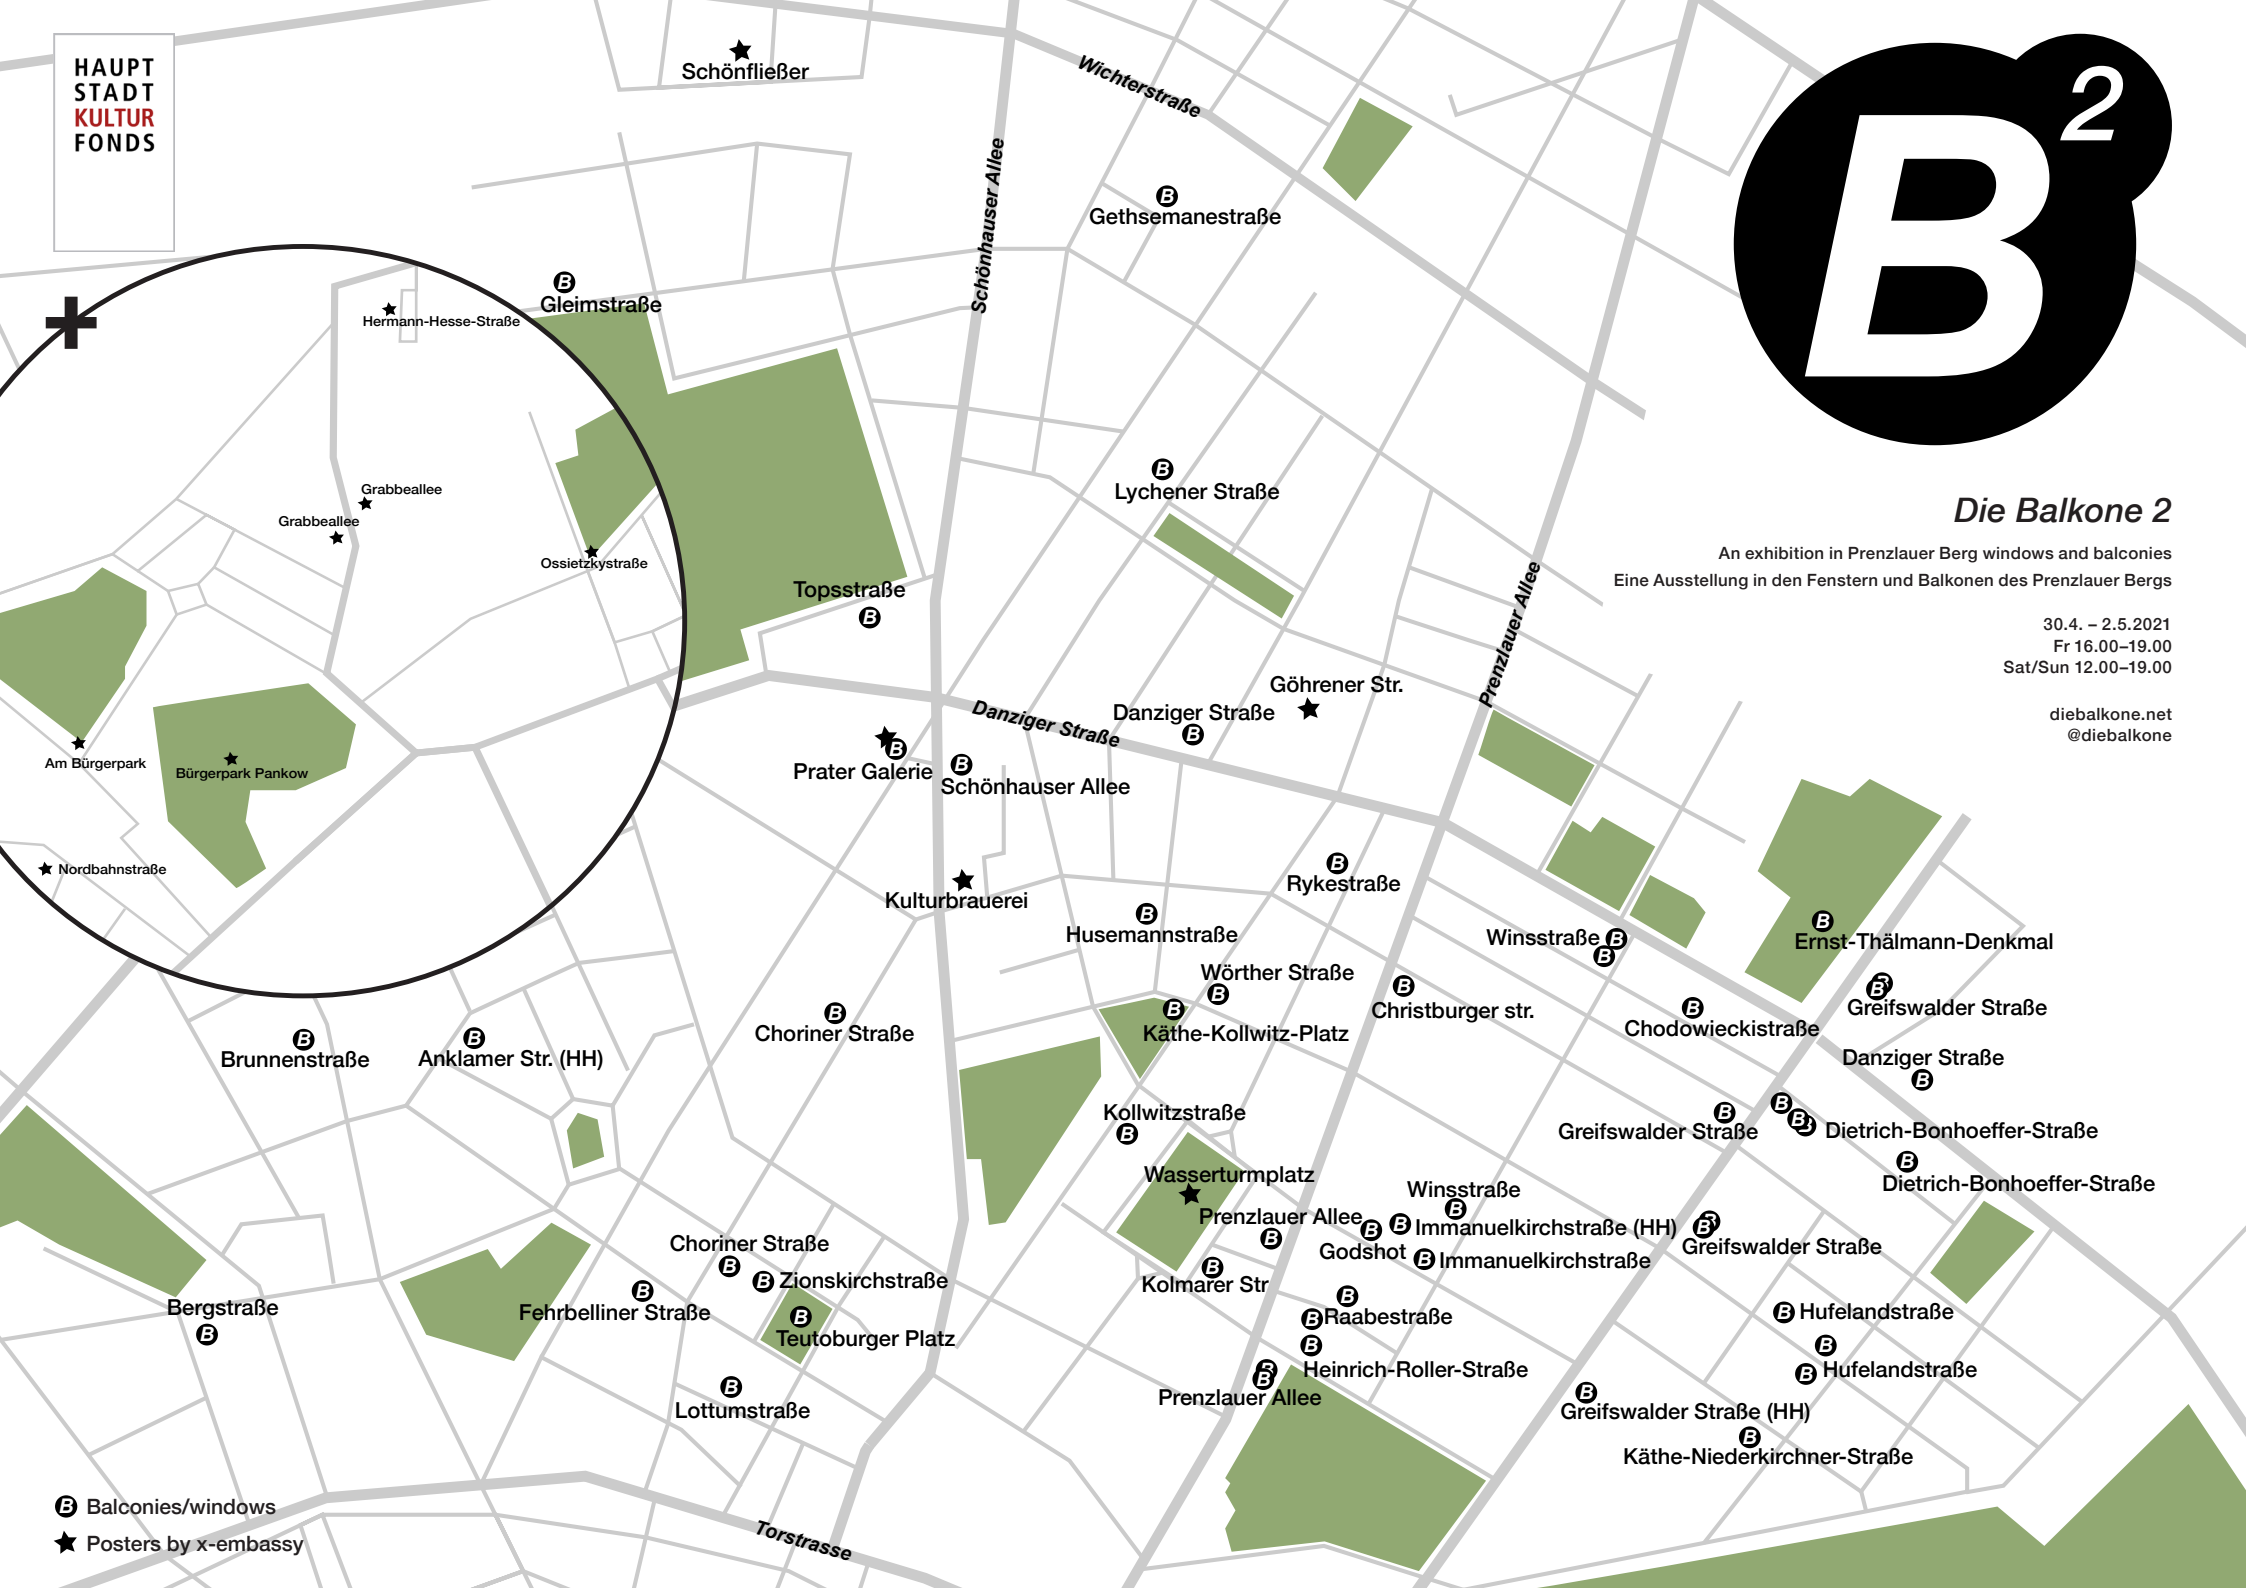 HAUPT
STADT
KULTUR
FONDS
Schönfließer
Wichterstraße
Schönhauser Allee
Gethsemanestraße
B
2
Gleimstraße
Hermann-Hesse-Straße
Grabbeallee
Grabbeallee
Ossietzkystraße
Am Bürgerpark
Bürgerpark Pankow
Nordbahnstraße
Lychener Straße
Die Balkone 2
An exhibition in Prenzlauer Berg windows and balconies
Eine Ausstellung in den Fenstern und Balkonen des Prenzlauer Bergs
30.4. – 2.5.2021
Fr 16.00–19.00
Sat/Sun 12.00–19.00
diebalkone.net
@diebalkone
Topsstraße
Prenzlauer Allee
Göhrener Str.
Danziger Straße
Danziger Straße
Prater Galerie
Schönhauser Allee
Kulturbrauerei
Rykestraße
Husemannstraße
Winsstraße
Ernst-Thälmann-Denkmal
Wörther Straße
Christburger str.
Greifswalder Straße
Chodowieckistraße
Choriner Straße
Käthe-Kollwitz-Platz
Brunnenstraße
Anklamer Str. (HH)
Danziger Straße
Kollwitzstraße
Greifswalder Straße
Dietrich-Bonhoeffer-Straße
Dietrich-Bonhoeffer-Straße
Wasserturmplatz
Winsstraße
Prenzlauer Allee
Immanuelkirchstraße (HH)
Godshot
Immanuelkirchstraße
Greifswalder Straße
Choriner Straße
Zionskirchstraße
Kolmarer Str
Bergstraße
Fehrbelliner Straße
Raabestraße
Hufelandstraße
Teutoburger Platz
Heinrich-Roller-Straße
Hufelandstraße
Prenzlauer Allee
Lottumstraße
Greifswalder Straße (HH)
Käthe-Niederkirchner-Straße
B Balconies/windows
Posters by x-embassy
Torstrasse